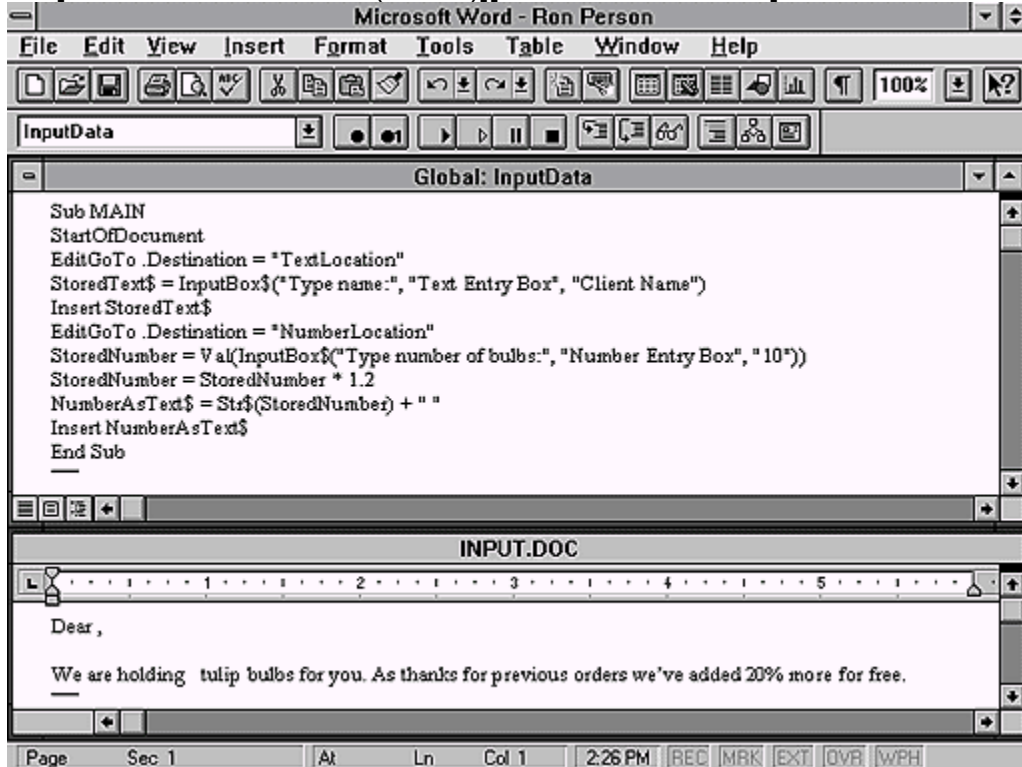 Microsoft Word - Ron Person
File Edit View Insert Format Tools Table Window Help
100%
InputData
Global: InputData
Sub MAIN
StartOfDocument
EditGoTo .Destination = "TextLocation"
StoredText$ = InputBox$("Type name:", "Text Entry Box", "Client Name")
Insert StoredText$
EditGoTo .Destination = "NumberLocation"
StoredNumber = Val(InputBox$("Type number of bulbs:", "Number Entry Box", "10"))
StoredNumber = StoredNumber * 1.2
NumberAsText$ = Str$(StoredNumber) + " "
Insert NumberAsText$
End Sub
INPUT.DOC
1 2 3 4 5
Dear ,
We are holding tulip bulbs for you. As thanks for previous orders we've added 20% more for free.
Page Sec 1 At Ln Col 1 2:26 PM REC MRK EXT OVR WPH